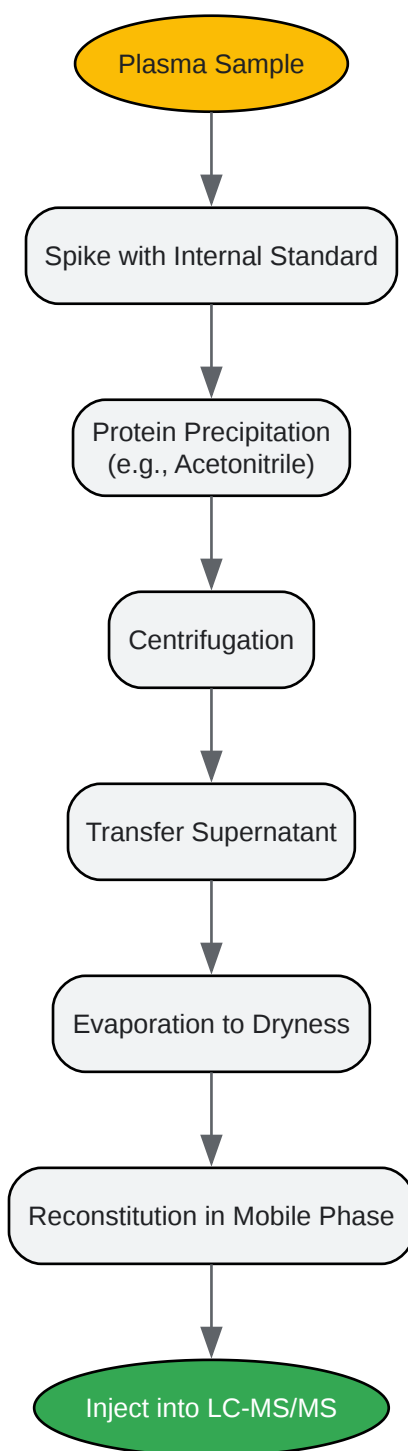 Plasma Sample
Spike with Internal Standard
Protein Precipitation
(e.g., Acetonitrile)
Centrifugation
Transfer Supernatant
Evaporation to Dryness
Reconstitution in Mobile Phase
Inject into LC-MS/MS